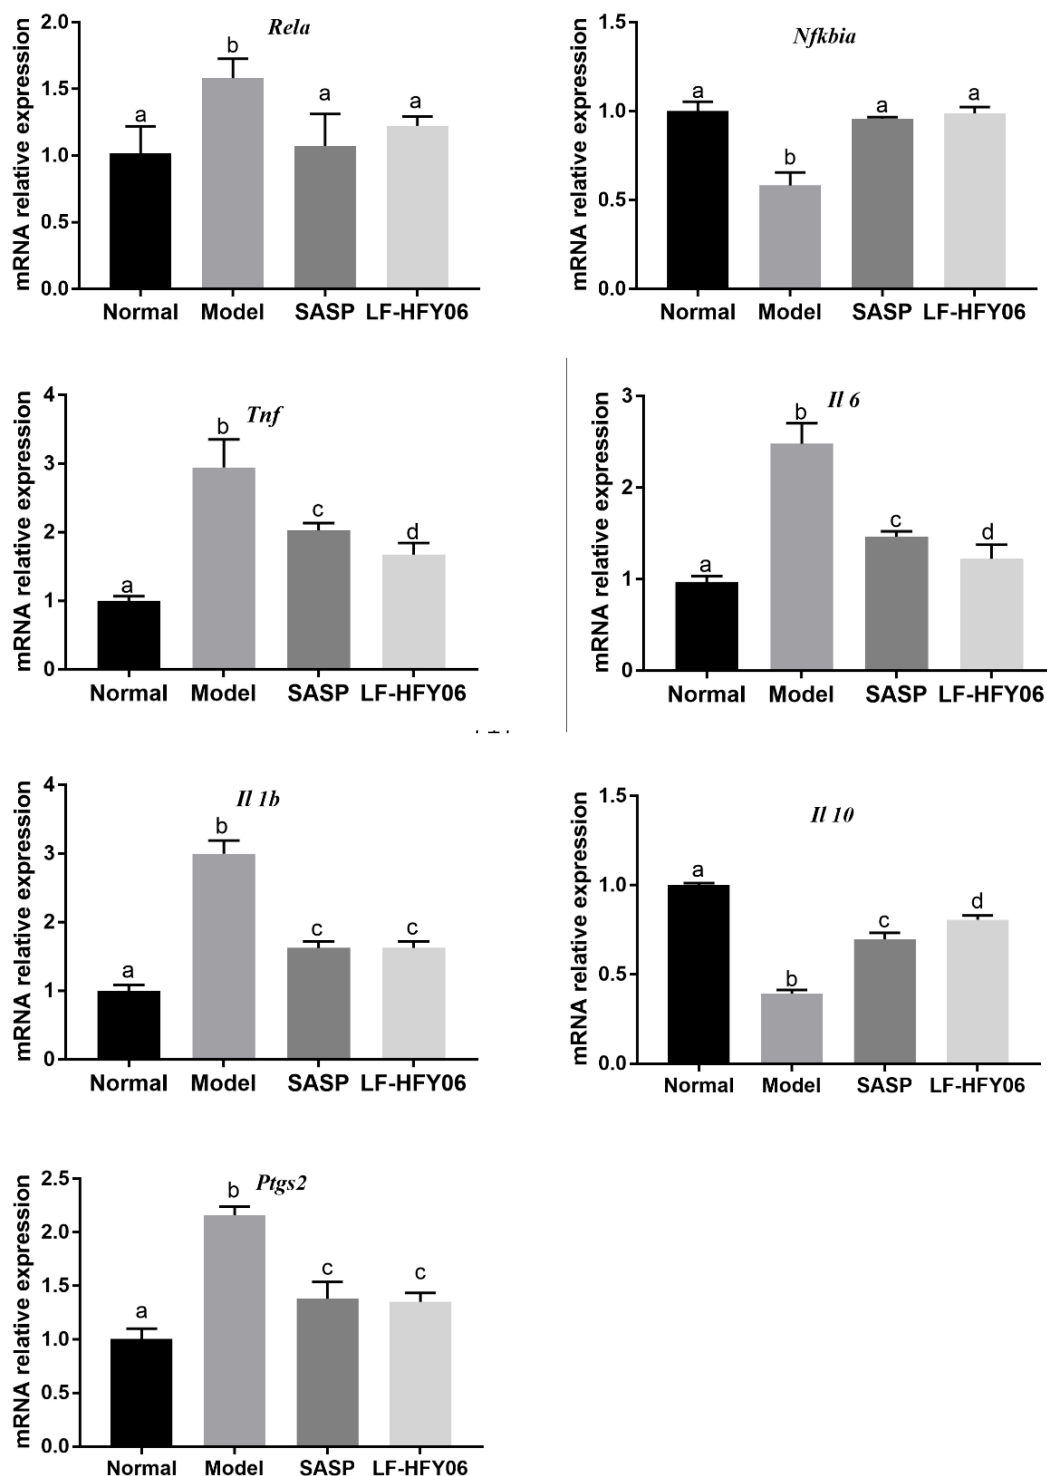 Rela
mRNA relative expression
2.0
1.5
1.0
0.5
0.0
a
b
a
a
Normal Model SASP LF-HFY06
Nfkbia
mRNA relative expression
1.5
1.0
0.5
0.0
a
b
a
a
Normal Model SASP LF-HFY06
Tnf
mRNA relative expression
4
3
2
1
0
a
b
c
d
Normal Model SASP LF-HFY06
Il 6
mRNA relative expression
3
2
1
0
a
b
c
d
Normal Model SASP LF-HFY06
Il 1b
mRNA relative expression
4
3
2
1
0
a
b
c
c
Normal Model SASP LF-HFY06
Il 10
mRNA relative expression
1.5
1.0
0.5
0.0
a
b
c
d
Normal Model SASP LF-HFY06
Ptgs2
mRNA relative expression
2.5
2.0
1.5
1.0
0.5
0.0
a
b
c
c
Normal Model SASP LF-HFY06